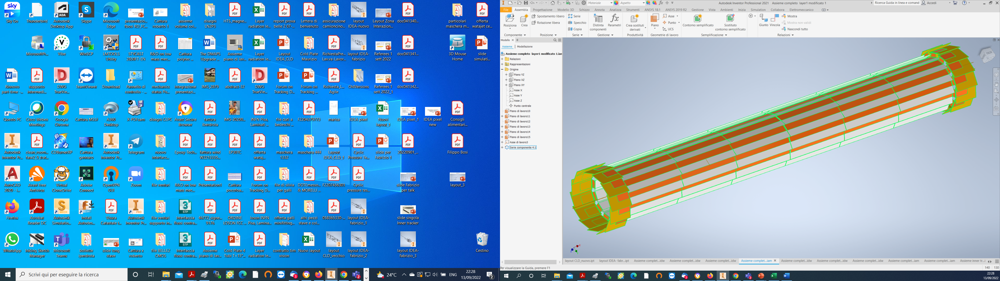 Sky Go
Thunderbird
Autodesk Desktop App
Skype
Microsoft Edge
presentazio... fbosi RD_FC...
Cattura roberto 1
assieme volume col...
disegni LN2P3
HTS_magne...
Layer radiation le...
report prova belle 2 07-...
Lettera di benvenuto
assicurazione camioncino...
layout IDEA-nuovo
Layout Zona Interazion...
doc041340...
particolari maschera m...
offerta watajet ce...
MicrosoftPr...
Vibe
WinSCP
LMTOOLS Utility
STYCAST 2850FT-EN
R&D on low mass mec...
Cattura polytec ...
The DMAPS Upgrade ...
Assieme piano di lav...
Layer radiation le...
Layout IDEA_CLD
Cold Plate Maurizio
RichiestaPre... Lav.va-Lavor...
layout IDEA-fabrizio
Referees 1 sett 2022
doc041341...
3D Mouse Home
slide simulati...
Rinnovo part-time -...
supporto intermedi...
DWG TrueVie...
TeamViewer
Download
Pannello di controllo - ...
mechanics status Pis...
integrazione presentazi...
IMG_2879
abstract-32
DWG TrueVie...
Forum on Tracking D...
Forum on Tracking ...
Richiesta_L... Agile
OldVersions
Referees 1 sett 2022_1
doc041342...
Questo PC
Cisco Webex Meetings
Google Chrome
Cattura M55J
A360 Desktop
X-PDFsam
disegni CEPC
Avast Secure Browser
fattura iberdrola
IMG-20200...
INFN Pisa, Laminati ...
file dati a bedeschi ...
F2204379773
marisa
IDEA pixel
Nuovi layout_1
IDEA pixel_1
IDEA pixel new
Consigli alimentari...
Autodesk Inventor Pr...
clean_room... fase2_9_trat...
CDBurnerXP
Cattura gennaro
Autodesk Inventor Pr...
Telegram
nuovo interfacc...
Epoxy-Tech...
fattura wind W2213335...
EP30TC
offerta wataj...
maschera 1332
maschera 444
Layout IDEA_CLD_1
Cyclic Pressure Te...
slide per Fabrizio 1
20220901_...
Filippo Bosi
AutoCAD 2020 - I...
Avast Free Antivirus
Virtual CloneDrive
Adobe Connect
OpenVPN GUI
Zoom
file venturi
R&D on low mass mec...
Presentation1
Cattura pocofoa...
Forum on Tracking D...
file di silvia per galli
DDTEmesso... & MORELLI ...
F2207456301
Cyclic pressure tes...
slide Fabrizio per talk
layout_3
Firefox
Acrobat Reader DC
Autodesk Simulatio...
Install Autodes...
Visura Catastale t...
Autodesk Inventor Pr...
file venturi supporto in...
Interfaccia flussi contra...
46772_signe... 9176
ORDINE LOSON FCC ...
loson INFN Pisa, Lamina...
offerta galli minifitting...
altri pezzi stave e col...
058365330-...
layout IDEA-fabrizio_1
slide singola Inner tracker
WhatsApp
Inkling Sketch Manager
Microsoft Teams
bollette iperdrola
slide long stave
Cattura x roberto
file BELLE2 CMOS
Interfaccia flussi contra...
Assieme piano di lav...
Cold Plate 4 Tubi T=15°...
Layer radiation le...
contratto tim vision
Nuovi layout
layout CLD_vecchio
layout IDEA-fabrizio_2
layout IDEA-fabrizio_3
Cestino
Scrivi qui per eseguire la ricerca
24°C
ENG
22:28
13/09/2022
Materiale
Aspetto
Autodesk Inventor Professional 2021 Assieme completo layer1 modificato 1
Ricerca Guida in linea e comand
Accedi
File Assembla Progettazione Modello 3D Schizzo Annota Analizza Strumenti ANSYS 18.1 ANSYS 2019 R2 Gestione Vista Ambienti Inizia Simulation Collabora Elettromeccanico
Posiziona
Crea
Spostamento libero
Rotazione libera
Serie
Specchio
Copia
Distinta componenti
Parametri
Crea sostituti derivati
Piano
Asse
Punto
UCS
Contorno semplificato
Sostituto contorno semplificato
Giunto
Vincola
Mostra
Mostra non validi
Nascondi tutto
Componente Posizione Serie Gestione Produttività Geometrie di lavoro Semplificazione Relazioni
Modello
Assieme Modellazione
Assieme completo layer1 modificato 1.iam
Relazioni
Rappresentazioni
Origine
Piano YZ
Piano XZ
Piano XY
Asse X
Asse Y
Asse Z
Punto centrale
Piano di lavoro10
Piano di lavoro11
Piano di lavoro12
Piano di lavoro13
Piano di lavoro14
Piano di lavoro15
Asse di lavoro3
Serie componente 4:1
layout CLD_nuovo.ipt layout IDEA- fabr...ipt Assieme complet...idw Assieme complet...idw Assieme complet...idw Assieme complet...iam Assieme complet...idw Assieme complet...idw Assieme complet...idw Assieme complet...iam Assieme complet...iam Assieme inner tr...i
Per visualizzare la Guida, premere F1
140 130
22:28
13/09/2022